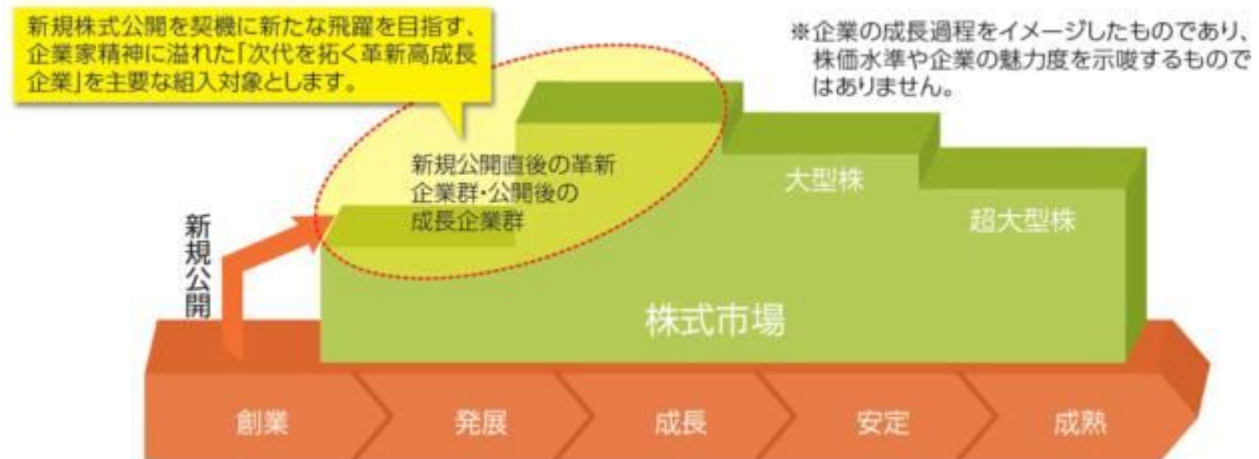 新規株式公開を契機に新たな飛躍を目指す、
企業家精神に溢れた「次代を拓く革新高成長
企業」を主要な組入対象とします。
※企業の成長過程をイメージしたものであり、
株価水準や企業の魅力度を示唆するもので
はありません。
新規公開直後の革新
企業群・公開後の
成長企業群
大型株
超大型株
新規公開
株式市場
創業
発展
成長
安定
成熟